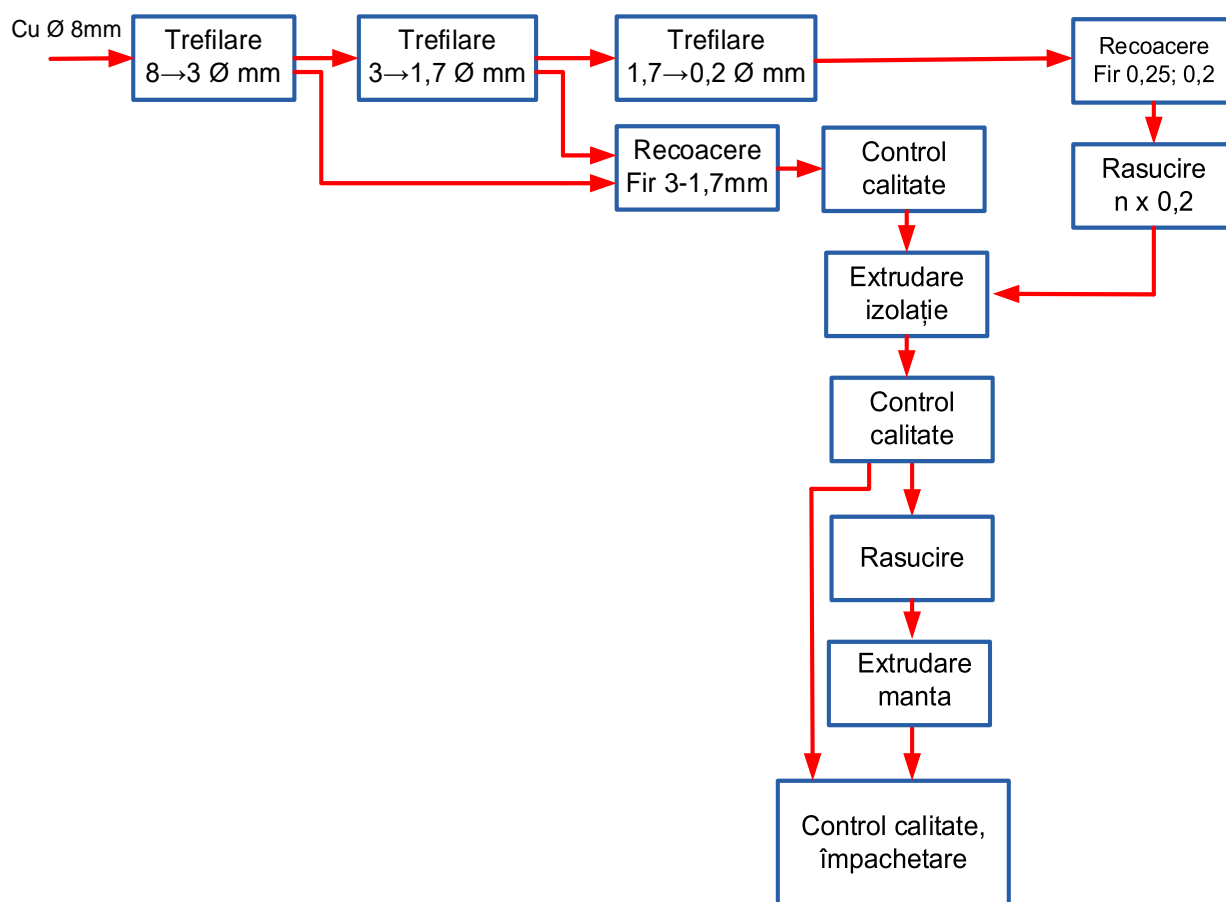 Cu Ø 8mm
Trefilare
8→3 Ø mm
Trefilare
3→1,7 Ø mm
Trefilare
1,7→0,2 Ø mm
Recoacere
Fir 0,25; 0,2
Recoacere
Fir 3-1,7mm
Control
calitate
Rasucire
n x 0,2
Extrudare
izolație
Control
calitate
Rasucire
Extrudare
manta
Control calitate,
împachetare